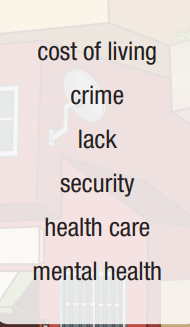 cost of living
crime
lack
security
health care
mental health